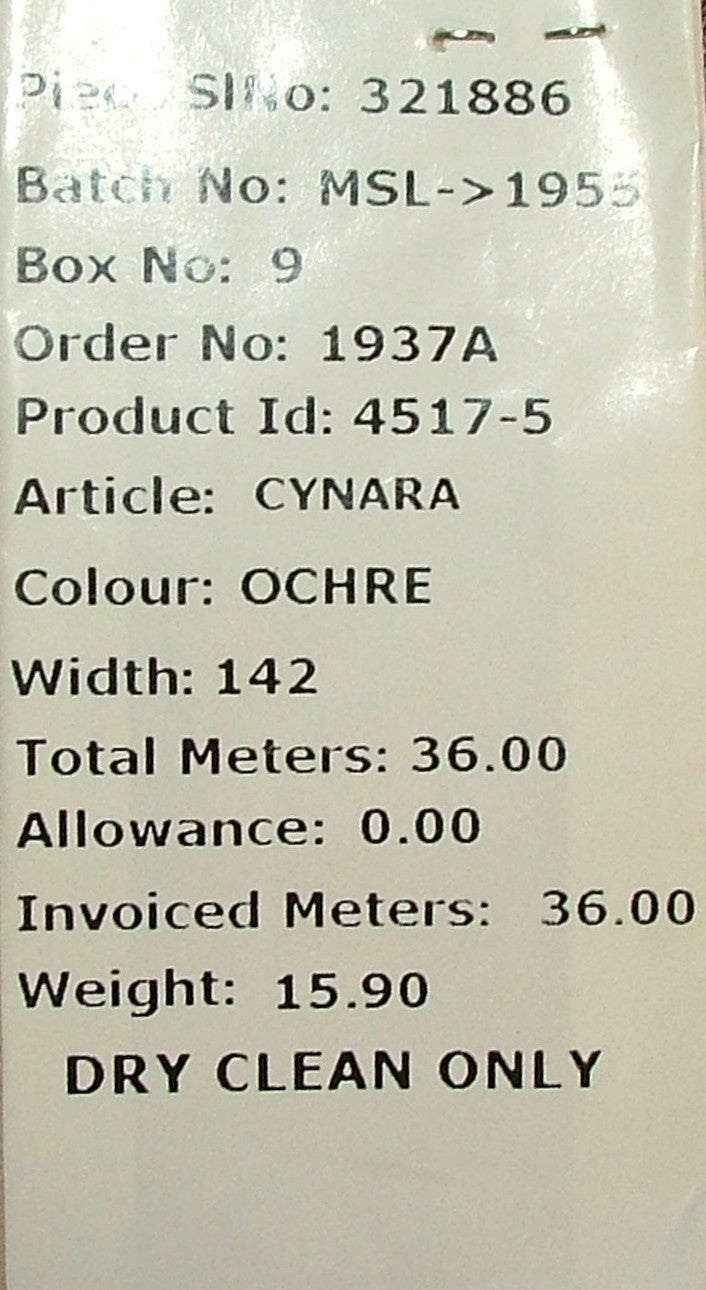 Piece SlNo: 321886
Batch No: MSL->1955
Box No: 9
Order No: 1937A
Product Id: 4517-5
Article: CYNARA
Colour: OCHRE
Width: 142
Total Meters: 36.00
Allowance: 0.00
Invoiced Meters: 36.00
Weight: 15.90
DRY CLEAN ONLY